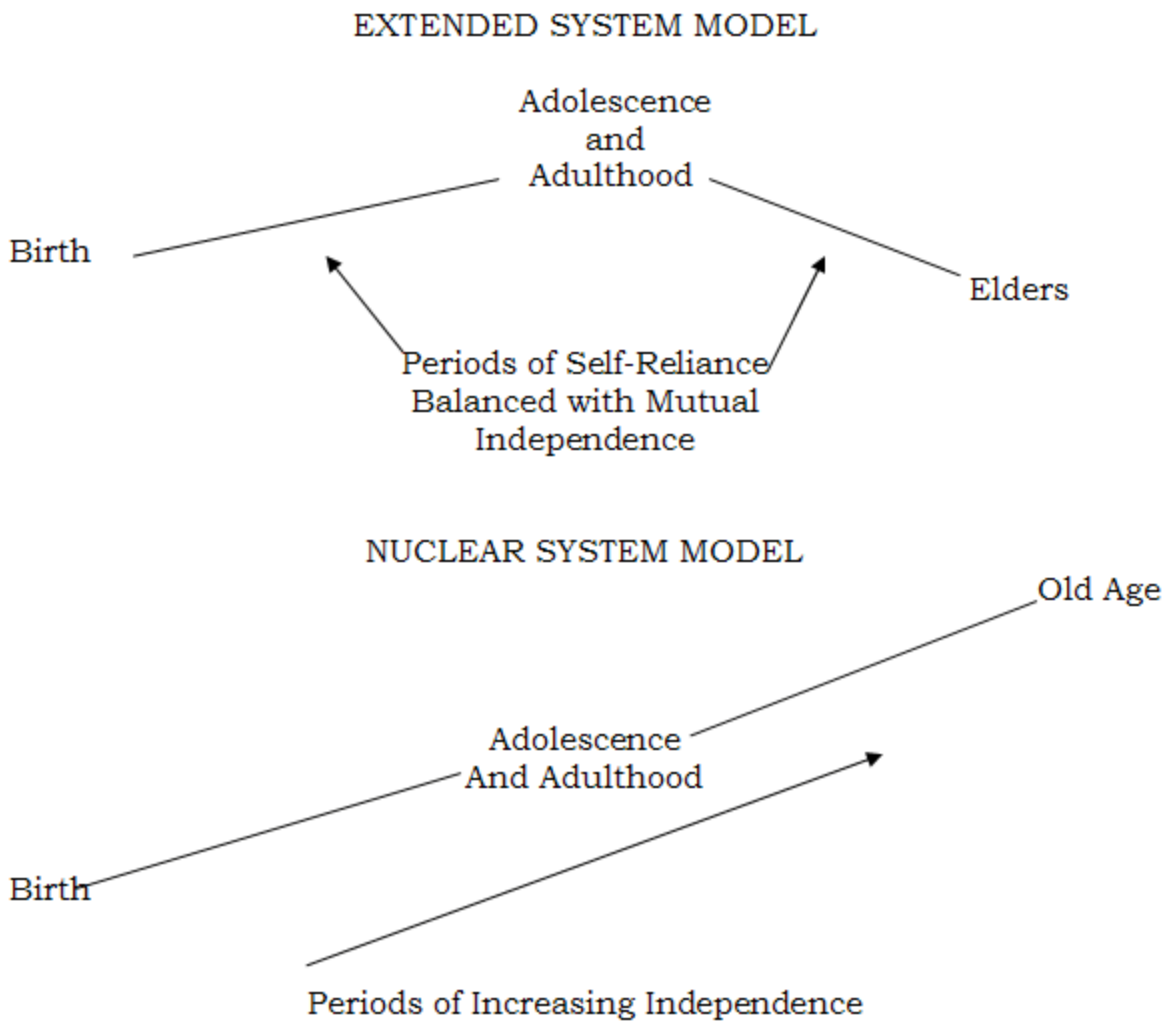 EXTENDED SYSTEM MODEL
Adolescence
and
Adulthood
Birth
Elders
Periods of Self-Reliance
Balanced with Mutual
Independence
NUCLEAR SYSTEM MODEL
Old Age
Adolescence
And Adulthood
Birth
Periods of Increasing Independence